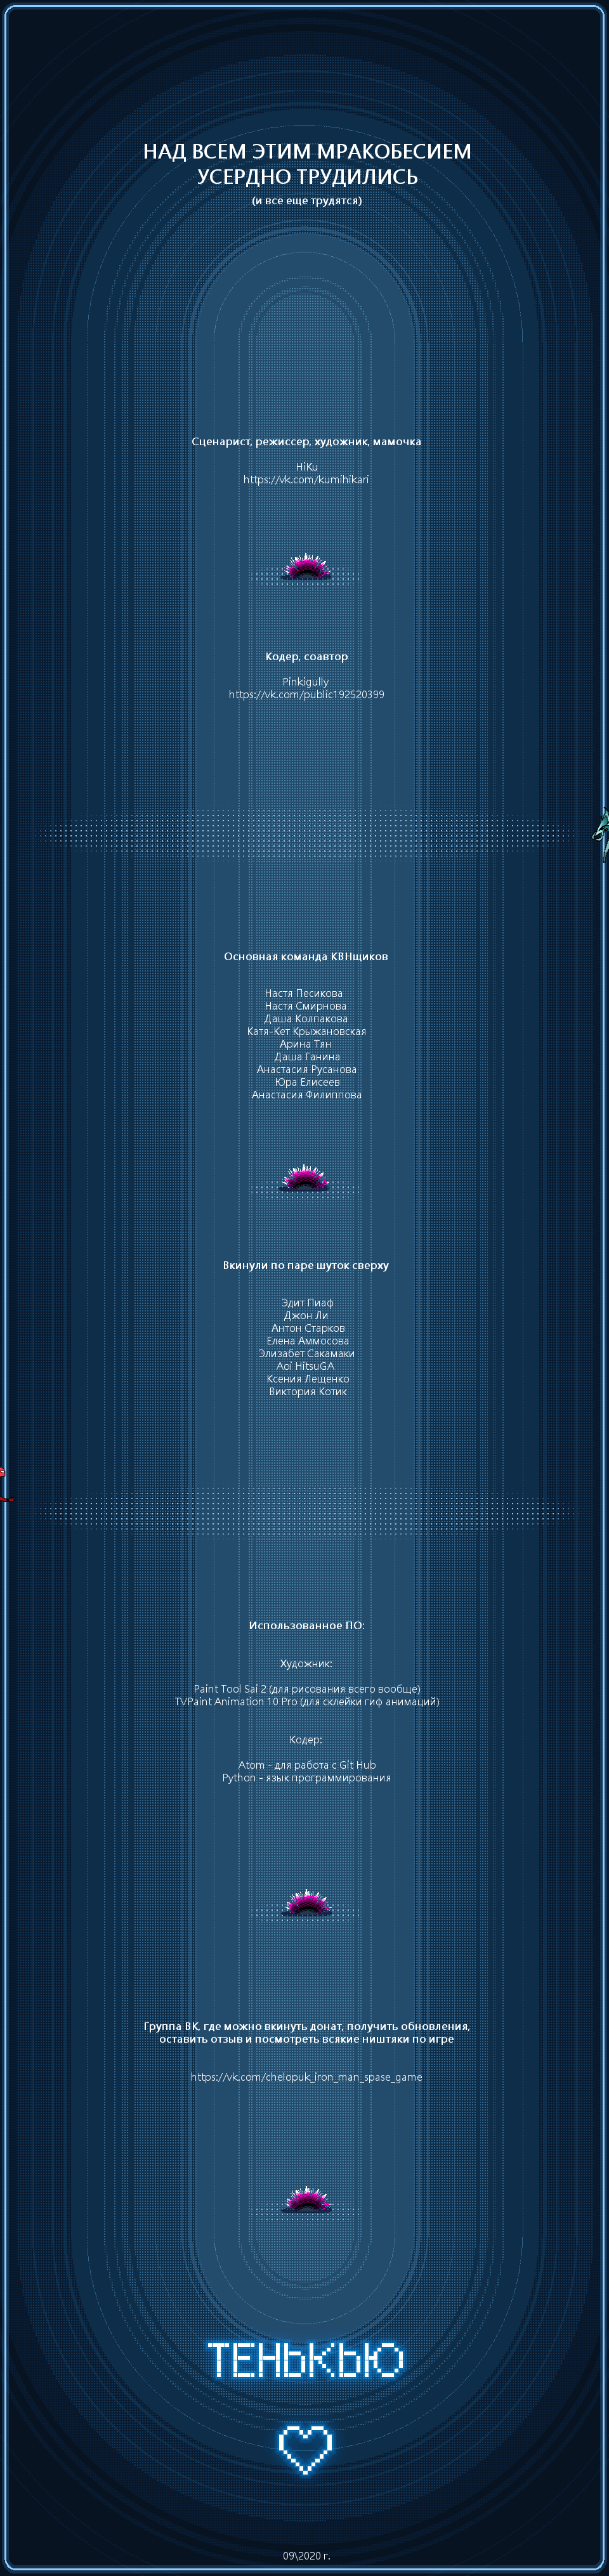 НАД ВСЕМ ЭТИМ МРАКОБЕСИЕМ
УСЕРДНО ТРУДИЛИСЬ
(и все еще трудятся)
Сценарист, режиссер, художник, мамочка
HiKu
https://vk.com/kumihikari
Кодер, соавтор
Pinkigully
https://vk.com/public192520399
Основная команда КВНщиков
Настя Песикова
Настя Смирнова
Даша Колпакова
Катя-Кет Крыжановская
Арина Тян
Даша Ганина
Анастасия Русанова
Юра Елисеев
Анастасия Филиппова
Вкинули по паре шуток сверху
Эдит Пиаф
Джон Ли
Антон Старков
Елена Аммосова
Элизабет Сакамаки
Aoi HitsuGA
Ксения Лещенко
Виктория Котик
Использованное ПО:
Художник:
Paint Tool Sai 2 (для рисования всего вообще)
TVPaint Animation 10 Pro (для склейки гиф анимаций)
Кодер:
Atom - для работа с Git Hub
Python - язык программирования
Группа ВК, где можно вкинуть донат, получить обновления,
оставить отзыв и посмотреть всякие ништяки по игре
https://vk.com/chelopuk_iron_man_spase_game
ТЕНЬКЬЮ
09\2020 г.